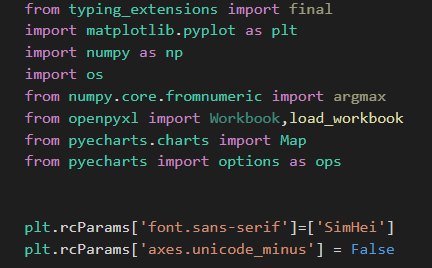 from typing_extensions import final
import matplotlib.pyplot as plt
import numpy as np
import os
from numpy.core.fromnumeric import argmax
from openpyxl import Workbook,load_workbook
from pyecharts.charts import Map
from pyecharts import options as ops
plt.rcParams['font.sans-serif']=['SimHei']
plt.rcParams['axes.unicode_minus'] = False